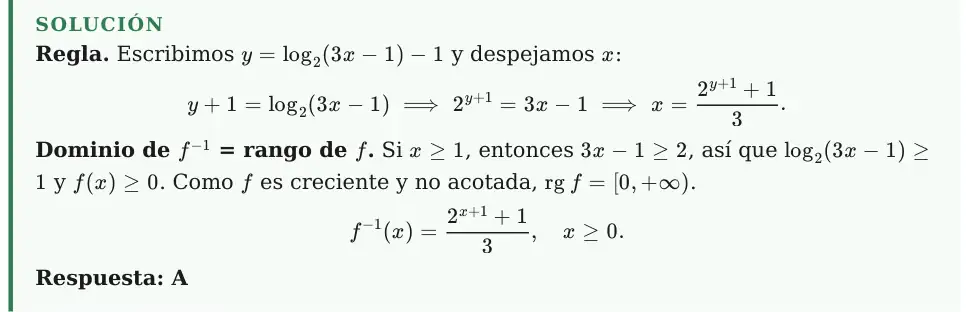 SOLUCIÓN
Regla. Escribimos y = log₂(3x − 1) − 1 y despejamos x:
y + 1 = log₂(3x − 1) ⟹ 2^{y+1} = 3x − 1 ⟹ x = \frac{2^{y+1} + 1}{3}.
Dominio de f⁻¹ = rango de f. Si x ≥ 1, entonces 3x − 1 ≥ 2, así que log₂(3x − 1) ≥
1 y f(x) ≥ 0. Como f es creciente y no acotada, rg f = [0, +∞).
f⁻¹(x) = \frac{2^{x+1} + 1}{3}, x ≥ 0.
Respuesta: A